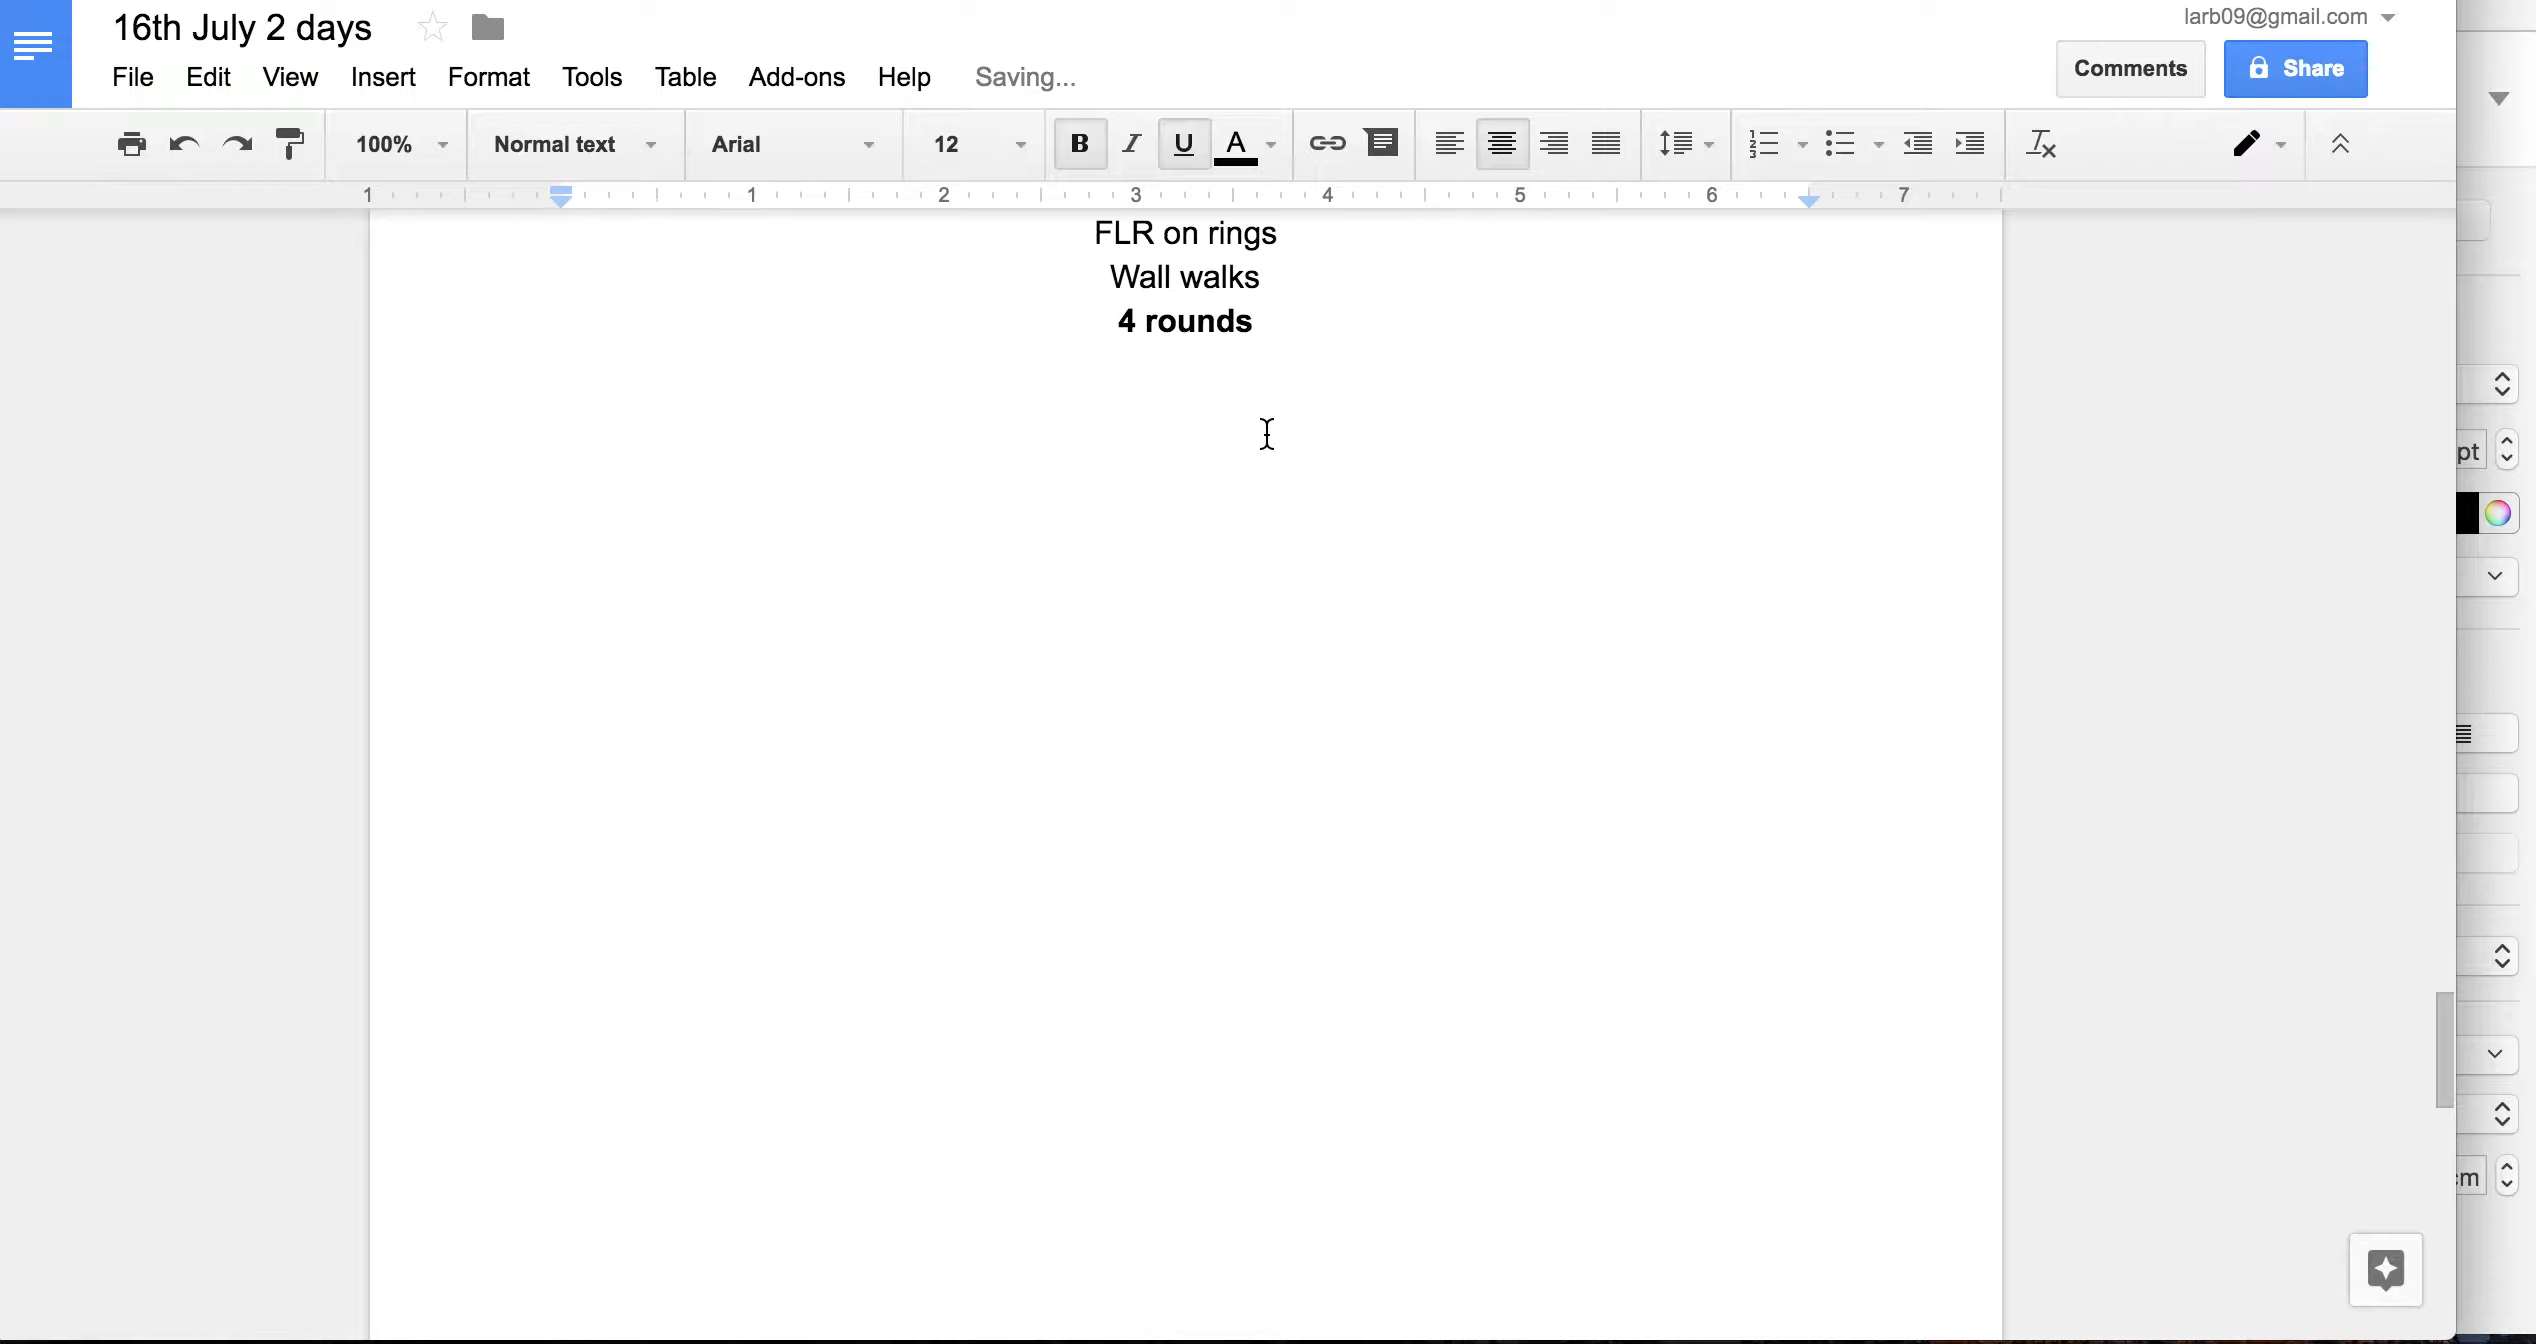 16th July 2 days
larb09@gmail.com
File Edit View Insert Format Tools Table Add-ons Help Saving...
Comments Share
100% Normal text Arial 12 B I U A
1 1 2 3 4 5 6 7
FLR on rings
Wall walks
4 rounds
pt